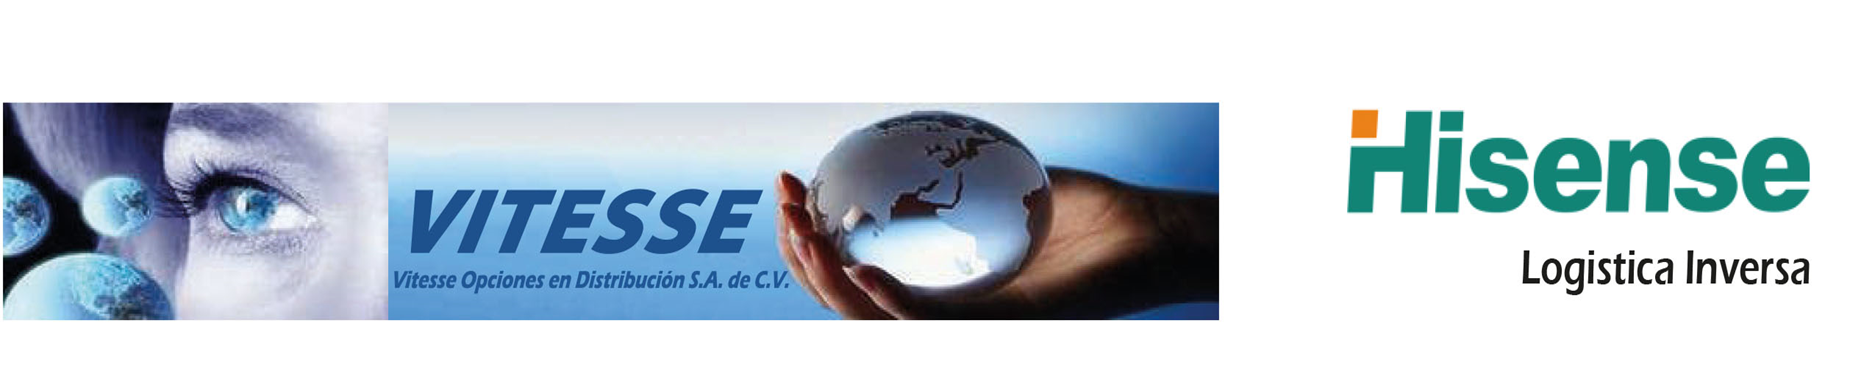 VITESSE
Vitesse Opciones en Distribución S.A. de C.V.
Hisense
Logistica Inversa